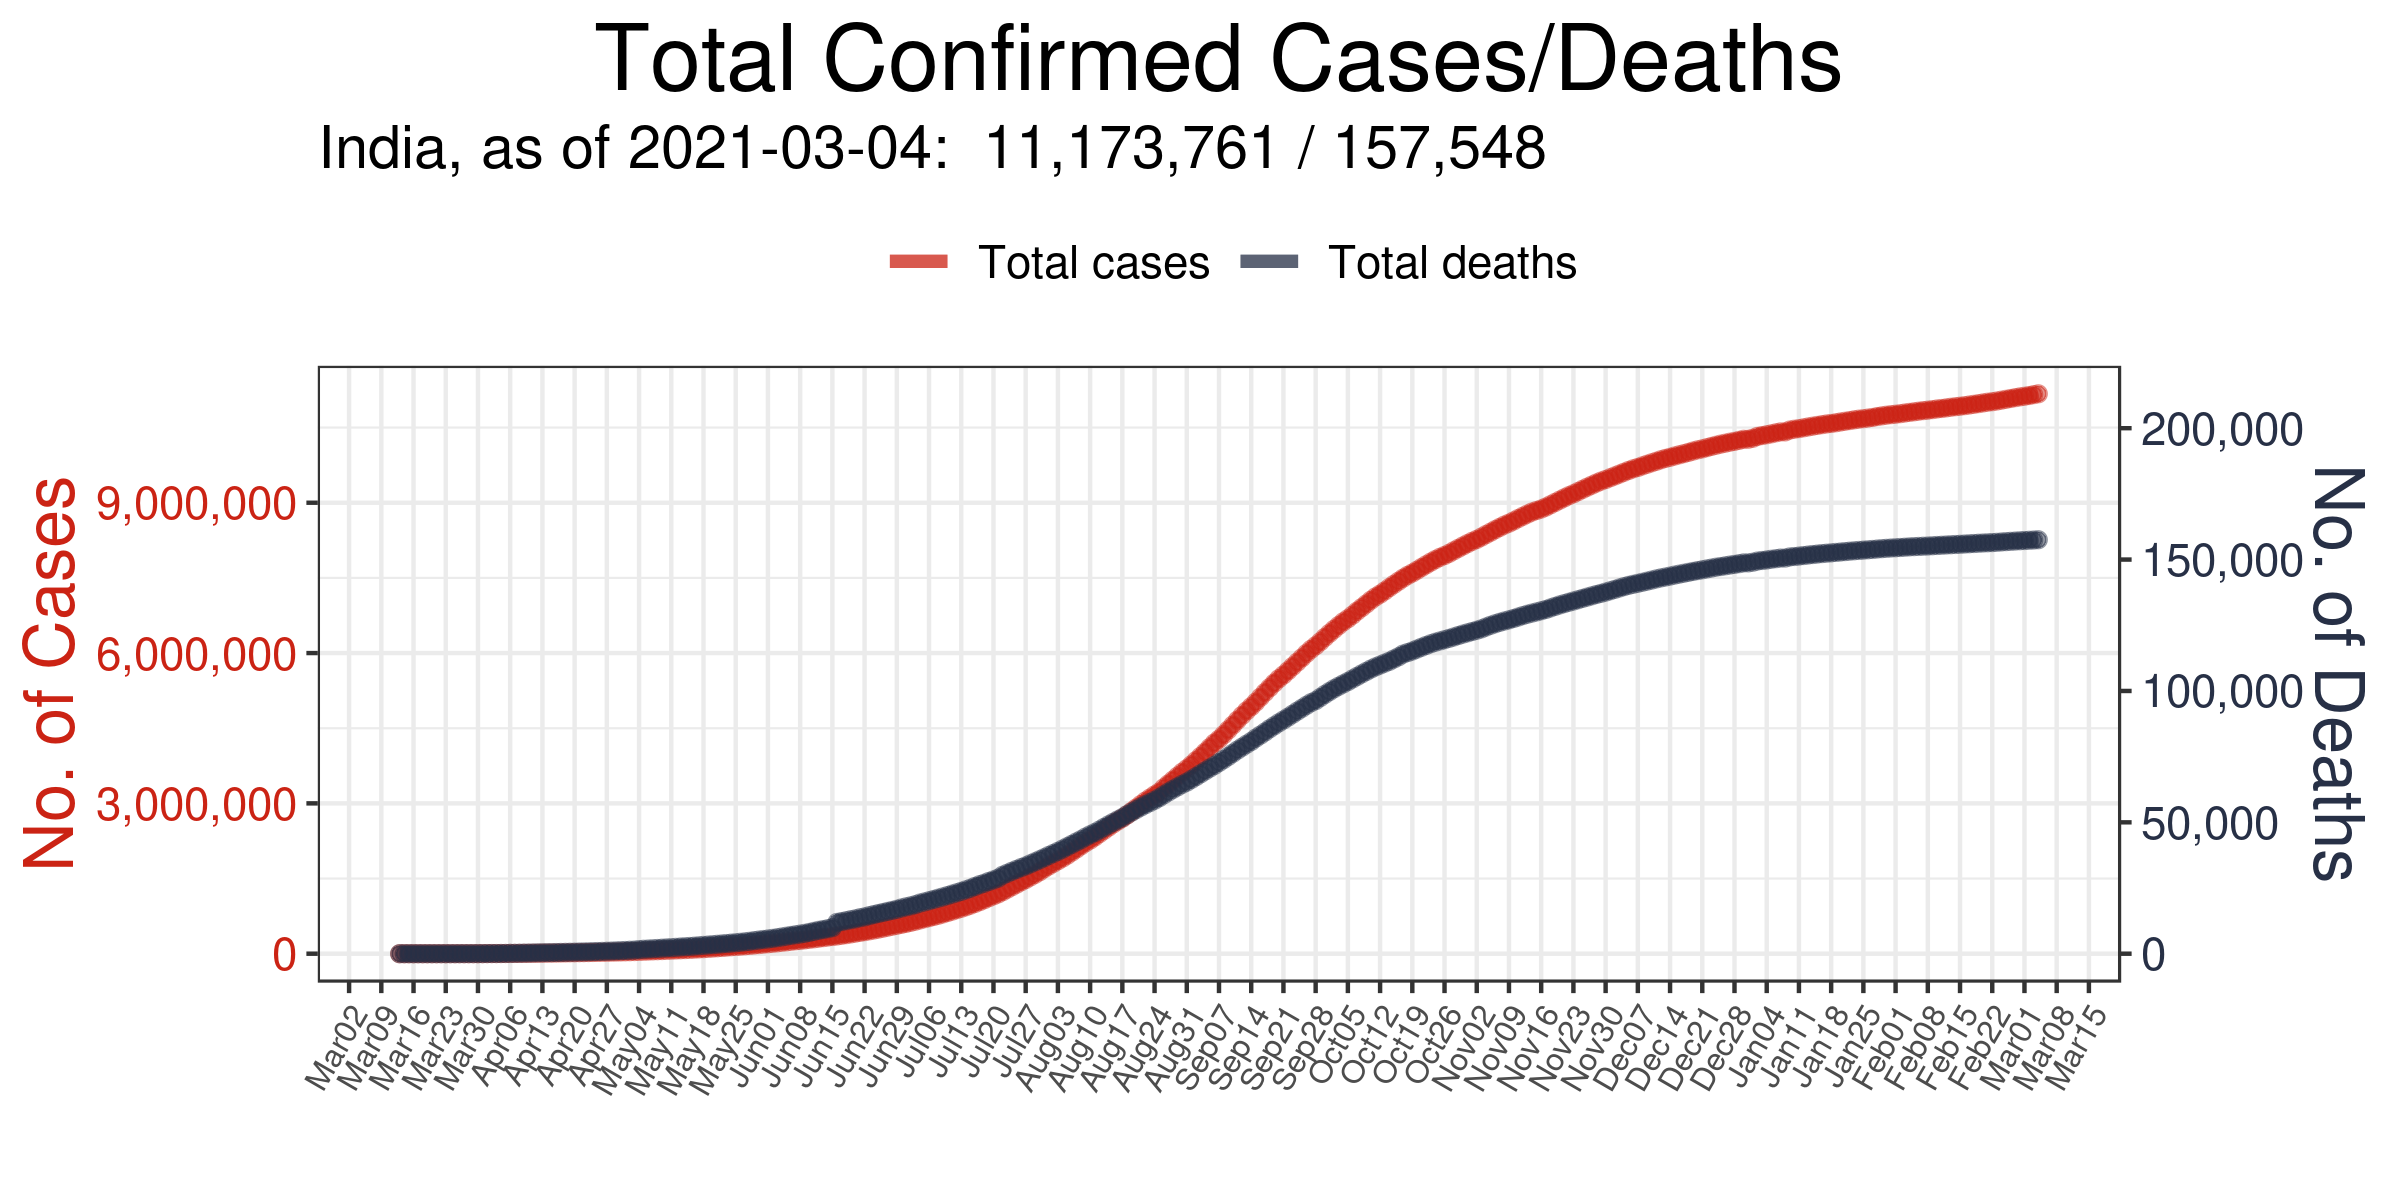 Total Confirmed Cases/Deaths
India, as of 2021-03-04:  11,173,761 / 157,548
Total cases
Total deaths
No. of Cases
9,000,000
6,000,000
3,000,000
0
200,000
150,000
100,000
50,000
0
No. of Deaths
Mar02
Mar09
Mar16
Mar23
Mar30
Apr06
Apr13
Apr20
Apr27
May04
May11
May18
May25
Jun01
Jun08
Jun15
Jun22
Jun29
Jul06
Jul13
Jul20
Jul27
Aug03
Aug10
Aug17
Aug24
Aug31
Sep07
Sep14
Sep21
Sep28
Oct05
Oct12
Oct19
Oct26
Nov02
Nov09
Nov16
Nov23
Nov30
Dec07
Dec14
Dec21
Dec28
Jan04
Jan11
Jan18
Jan25
Feb01
Feb08
Feb15
Feb22
Mar01
Mar08
Mar15